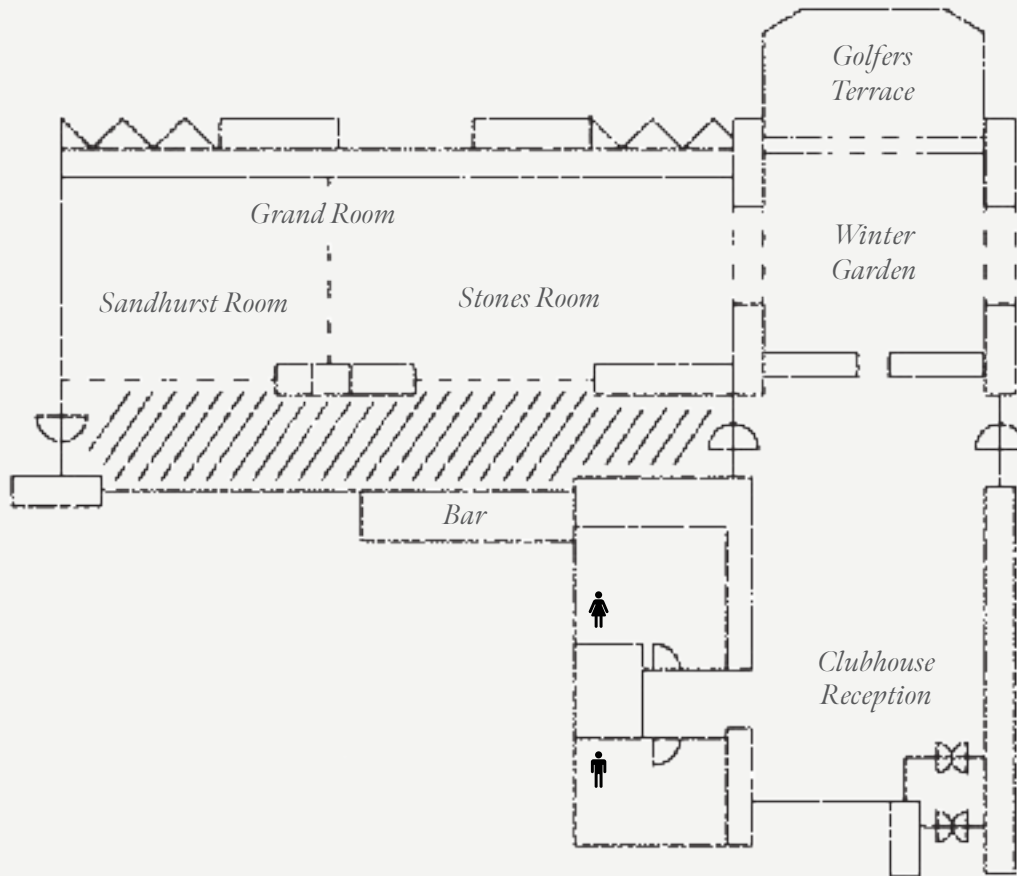 Golfers
Terrace
Grand Room
Winter
Garden
Sandhurst Room
Stones Room
Bar
Clubhouse
Reception